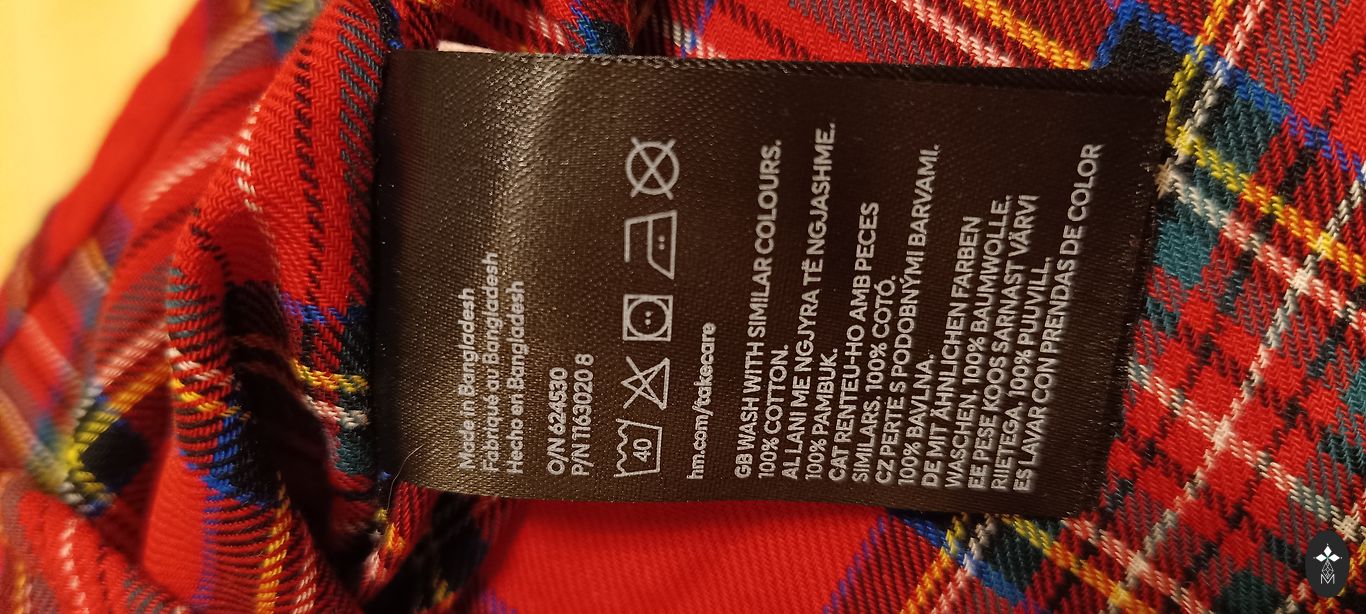 Made in Bangladesh
Fabriqué au Bangladesh
Hecho en Bangladesh
O/N 624530
P/N 1163020 8
40
hm.com/takecare
GB WASH WITH SIMILAR COLOURS.
100% COTTON.
AL LANI ME NGJYRA TË NGJASHME.
100% PAMBUK.
CAT RENTEU-HO AMB PECES
SIMILARS. 100% COTÓ.
CZ PERTE S PODOBNÝMI BARVAMI.
100% BAVLNA.
DE MIT ÄHNLICHEN FARBEN
WASCHEN. 100% BAUMWOLLE.
EE PESE KOOS SARNAST VÄRVI
RIIETEGA. 100% PUUVILL.
ES LAVAR CON PRENDAS DE COLOR
M